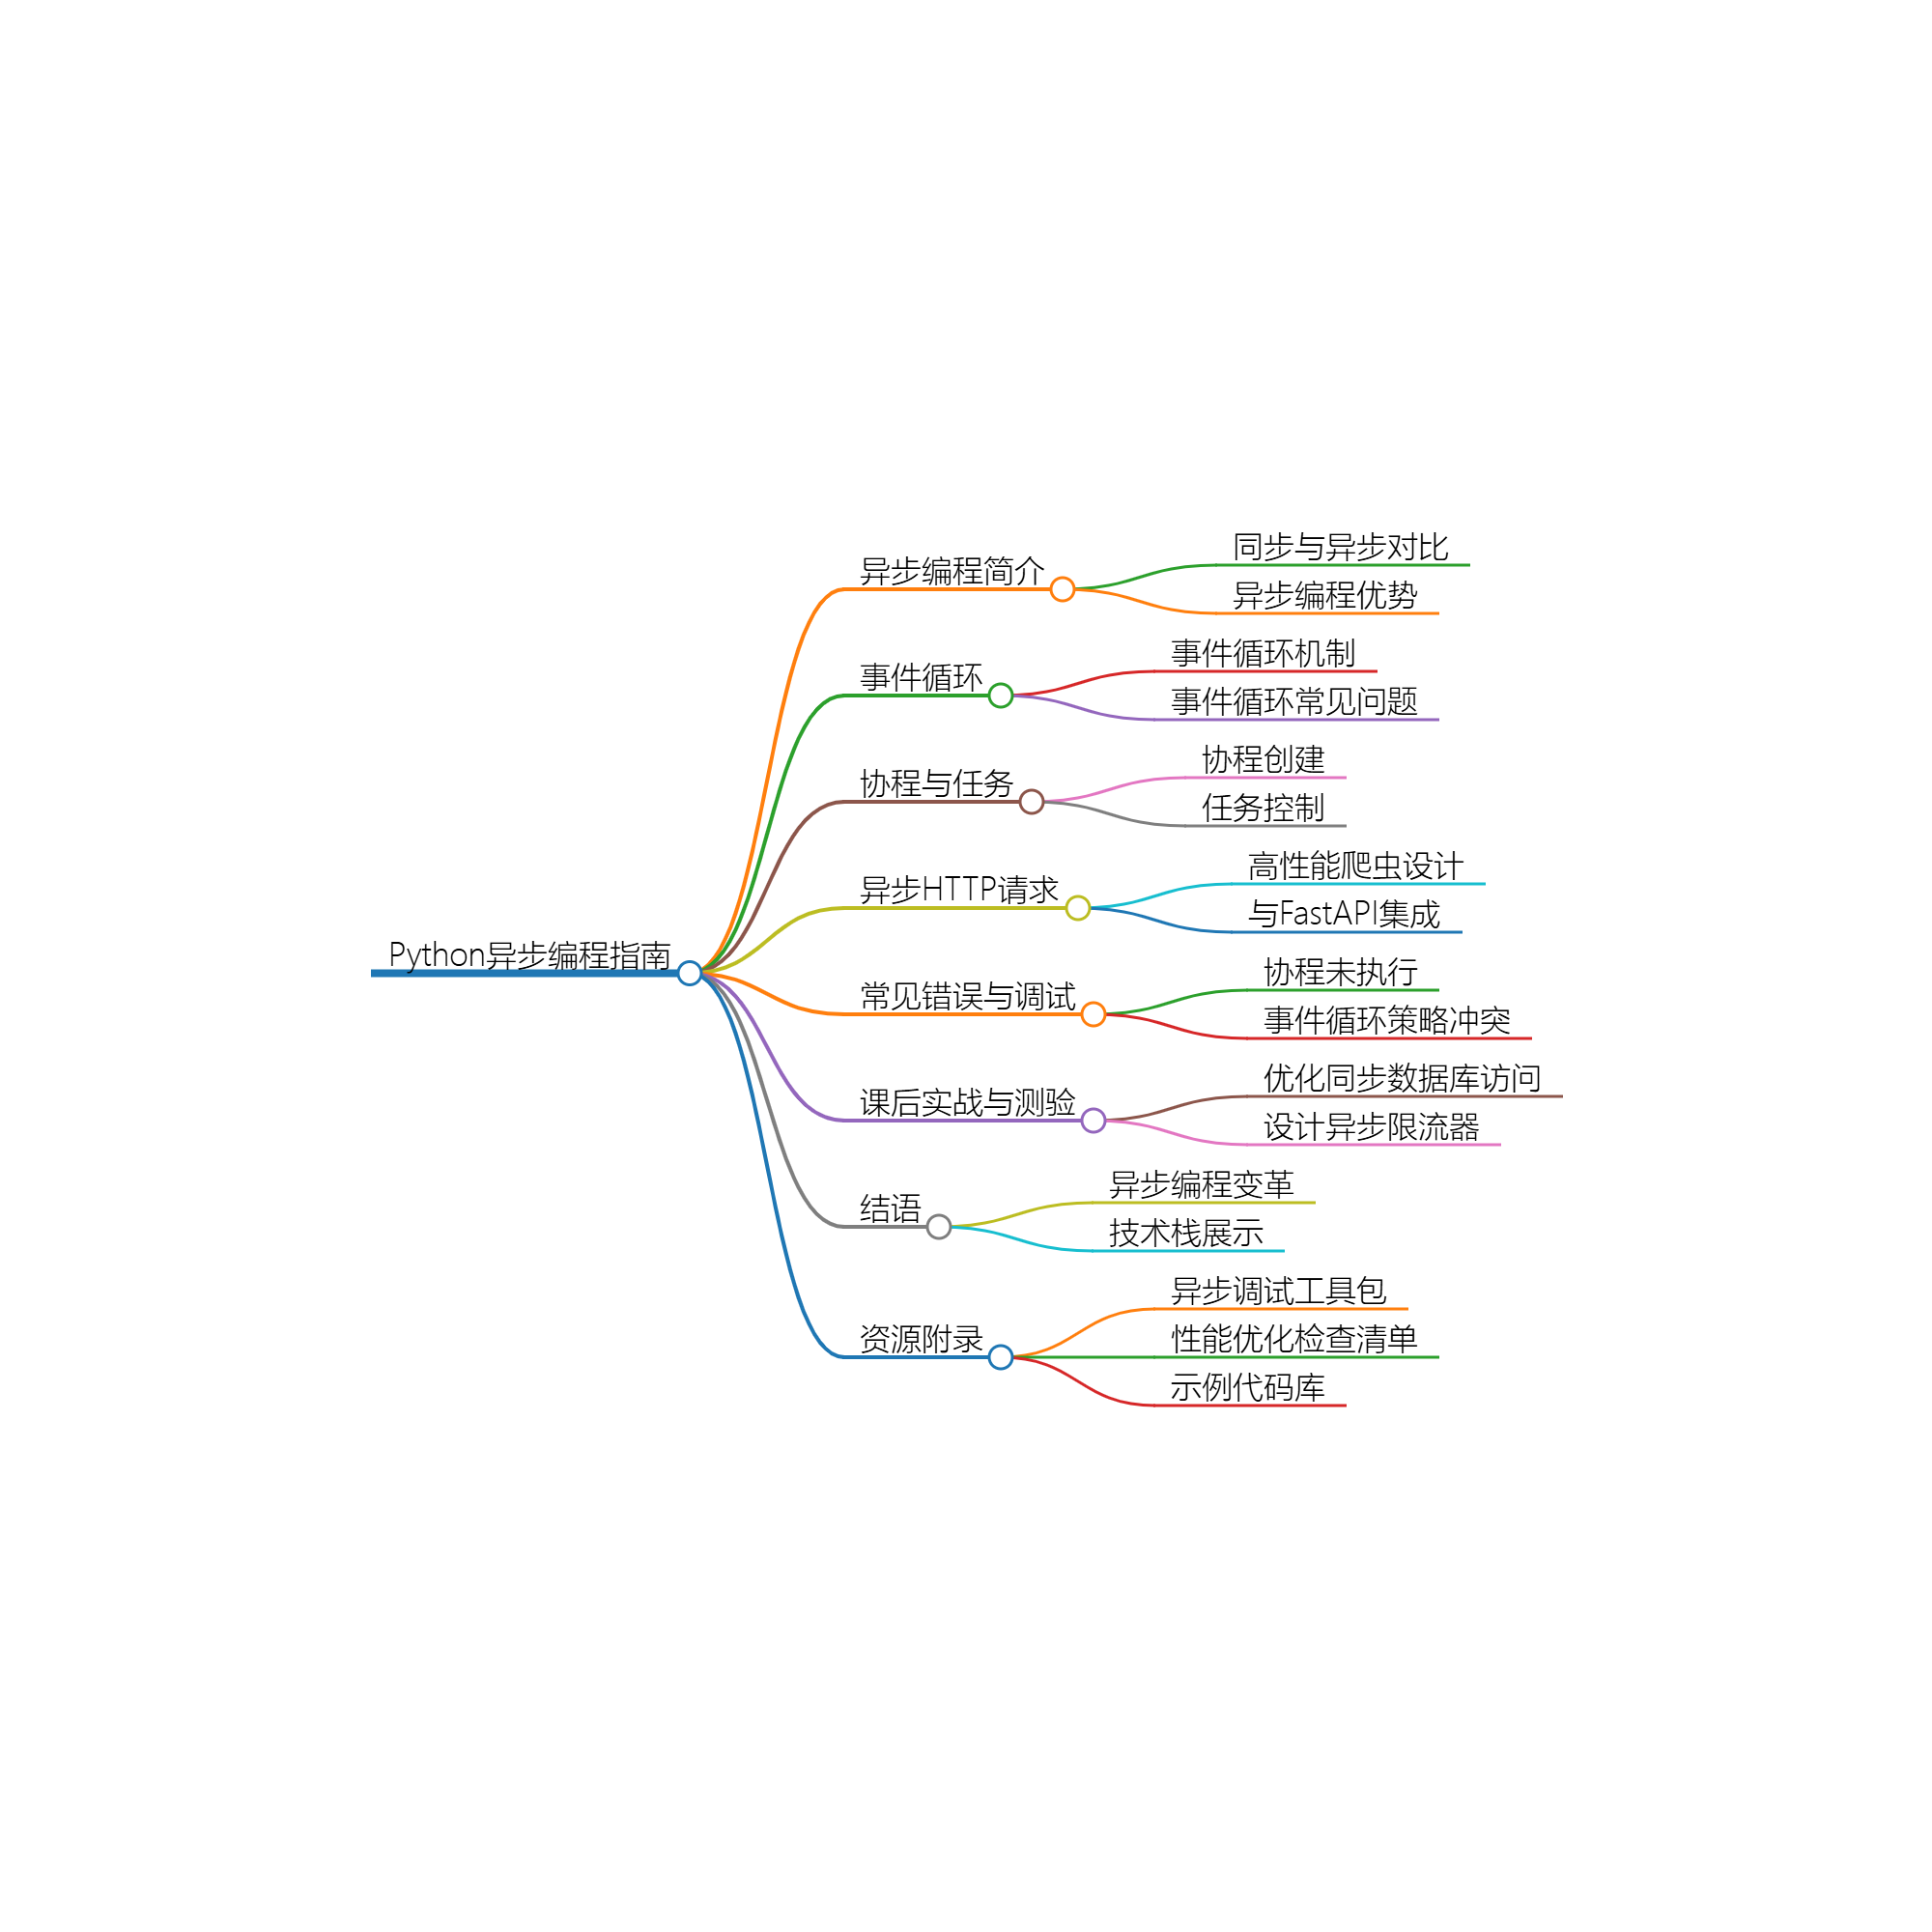 Python异步编程指南
异步编程简介
同步与异步对比
异步编程优势
事件循环
事件循环机制
事件循环常见问题
协程与任务
协程创建
任务控制
异步HTTP请求
高性能爬虫设计
与FastAPI集成
常见错误与调试
协程未执行
事件循环策略冲突
课后实战与测验
优化同步数据库访问
设计异步限流器
结语
异步编程变革
技术栈展示
资源附录
异步调试工具包
性能优化检查清单
示例代码库